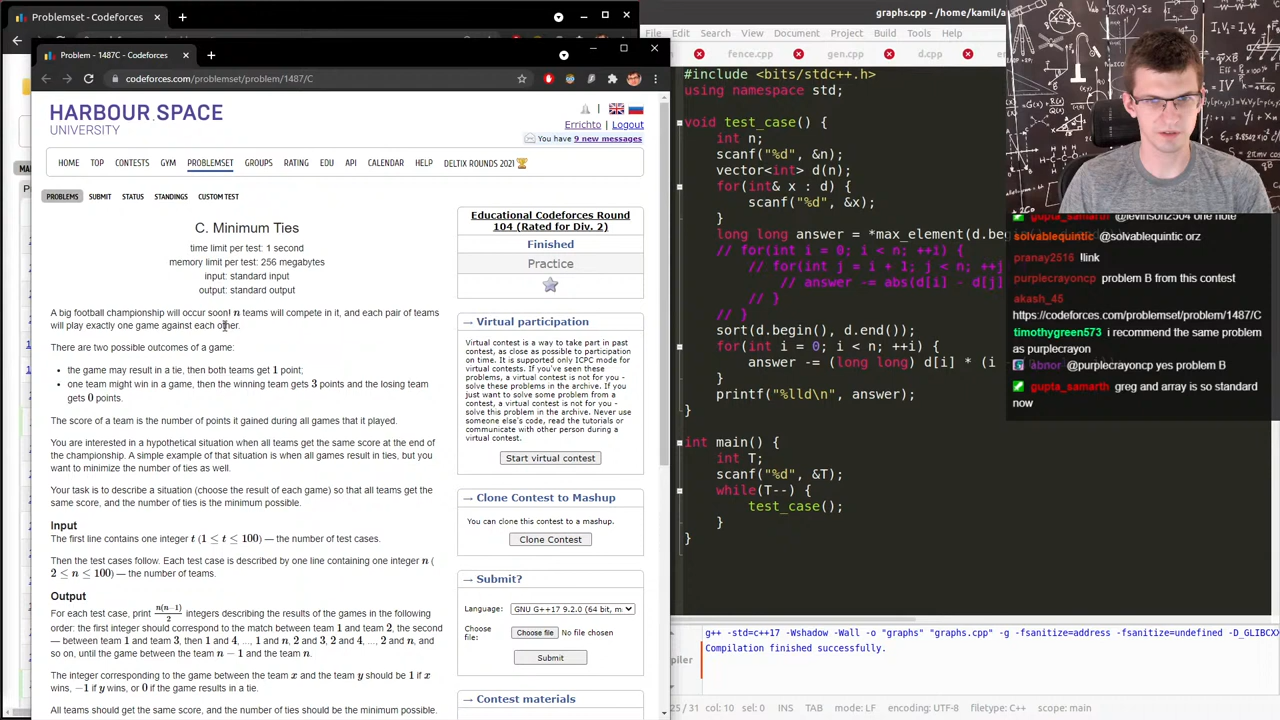 Problemset - Codeforces
graphs.cpp - /home/kamil/a
Problem - 1487C - Codeforces
codeforces.com/problemset/problem/1487/C
Search View Document Project Build Tools Help
fence.cpp gen.cpp d.cpp
HARBOUR.SPACE
UNIVERSITY
Errichto | Logout
You have 9 new messages
HOME TOP CONTESTS GYM PROBLEMSET GROUPS RATING EDU API CALENDAR HELP DELTIX ROUNDS 2021
PROBLEMS SUBMIT STATUS STANDINGS CUSTOM TEST
C. Minimum Ties
time limit per test: 1 second
memory limit per test: 256 megabytes
input: standard input
output: standard output
A big football championship will occur soon! n teams will compete in it, and each pair of teams
will play exactly one game against each other.
There are two possible outcomes of a game:
• the game may result in a tie, then both teams get 1 point;
• one team might win in a game, then the winning team gets 3 points and the losing team
gets 0 points.
The score of a team is the number of points it gained during all games that it played.
You are interested in a hypothetical situation when all teams get the same score at the end of
the championship. A simple example of that situation is when all games result in ties, but you
want to minimize the number of ties as well.
Your task is to describe a situation (choose the result of each game) so that all teams get the
same score, and the number of ties is the minimum possible.
Input
The first line contains one integer t (1 ≤ t ≤ 100) — the number of test cases.
Then the test cases follow. Each test case is described by one line containing one integer n (
2 ≤ n ≤ 100) — the number of teams.
Output
For each test case, print n(n−1)/2 integers describing the results of the games in the following
order: the first integer should correspond to the match between team 1 and team 2, the second
— between team 1 and team 3, then 1 and 4, ..., 1 and n, 2 and 3, 2 and 4, ..., 2 and n, and
so on, until the game between the team n − 1 and the team n.
The integer corresponding to the game between the team x and the team y should be 1 if x
wins, −1 if y wins, or 0 if the game results in a tie.
All teams should get the same score, and the number of ties should be the minimum possible.
Educational Codeforces Round
104 (Rated for Div. 2)
Finished
Practice
→ Virtual participation
Virtual contest is a way to take part in past
contest, as close as possible to participation
on time. It is supported only ICPC mode for
virtual contests. If you've seen these
problems, a virtual contest is not for you -
solve these problems in the archive. If you
just want to solve some problem from a
contest, a virtual contest is not for you -
solve this problem in the archive. Never use
someone else's code, read the tutorials or
communicate with other person during a
virtual contest.
Start virtual contest
→ Clone Contest to Mashup
You can clone this contest to a mashup.
Clone Contest
→ Submit?
Language: GNU G++17 9.2.0 (64 bit, m
Choose
file: Choose file No file chosen
Submit
→ Contest materials
#include <bits/stdc++.h>
using namespace std;
void test_case() {
int n;
scanf("%d", &n);
vector<int> d(n);
for(int& x : d) {
scanf("%d", &x);
}
long long answer = *max_element(d.beg
// for(int i = 0; i < n; ++i) {
// for(int j = i + 1; j < n; ++j
// answer -= abs(d[i] - d[j]
// }
// }
sort(d.begin(), d.end());
for(int i = 0; i < n; ++i) {
answer -= (long long) d[i] * (i
}
printf("%lld\n", answer);
}
int main() {
int T;
scanf("%d", &T);
while(T--) {
test_case();
}
}
gupta_samarth @levinson2504 one note
solvablequintic @solvablequintic orz
pranay2516 !link
purplecrayoncp problem B from this contest
akash_45
https://codeforces.com/problemset/problem/1487/C
timothygreen573 i recommend the same problem
as purplecrayon
@purplecrayoncp yes problem B
gupta_samarth greg and array is so standard
now
g++ -std=c++17 -Wshadow -Wall -o "graphs" "graphs.cpp" -g -fsanitize=address -fsanitize=undefined -D_GLIBCXX
piler Compilation finished successfully.
25 / 31 col: 10 sel: 0 INS TAB mode: LF encoding: UTF-8 filetype: C++ scope: main